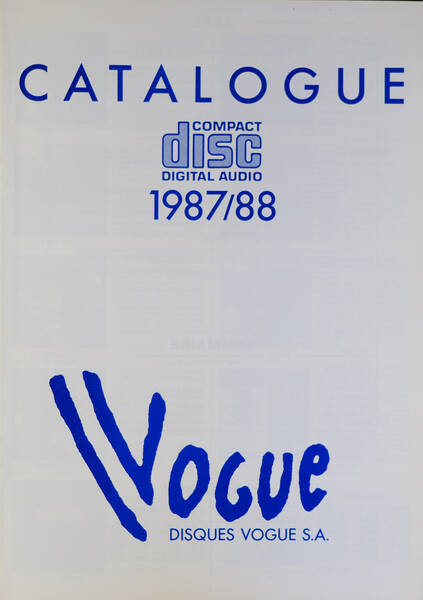 CATALOGUE
COMPACT
disc
DIGITAL AUDIO
1987/88
VOGUE
DISQUES VOGUE S.A.